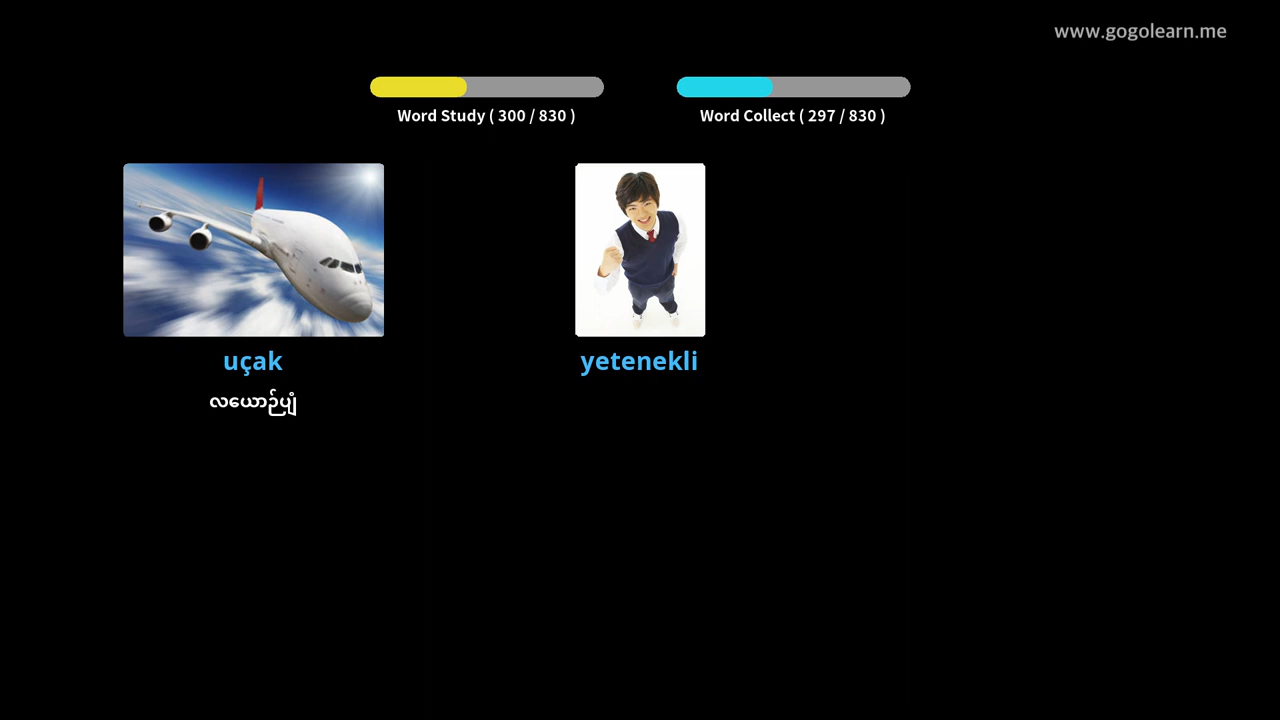 www.gogolearn.me
Word Study ( 300 / 830 )
Word Collect ( 297 / 830 )
uçak
yetenekli
လေယာဉ်ပျံ